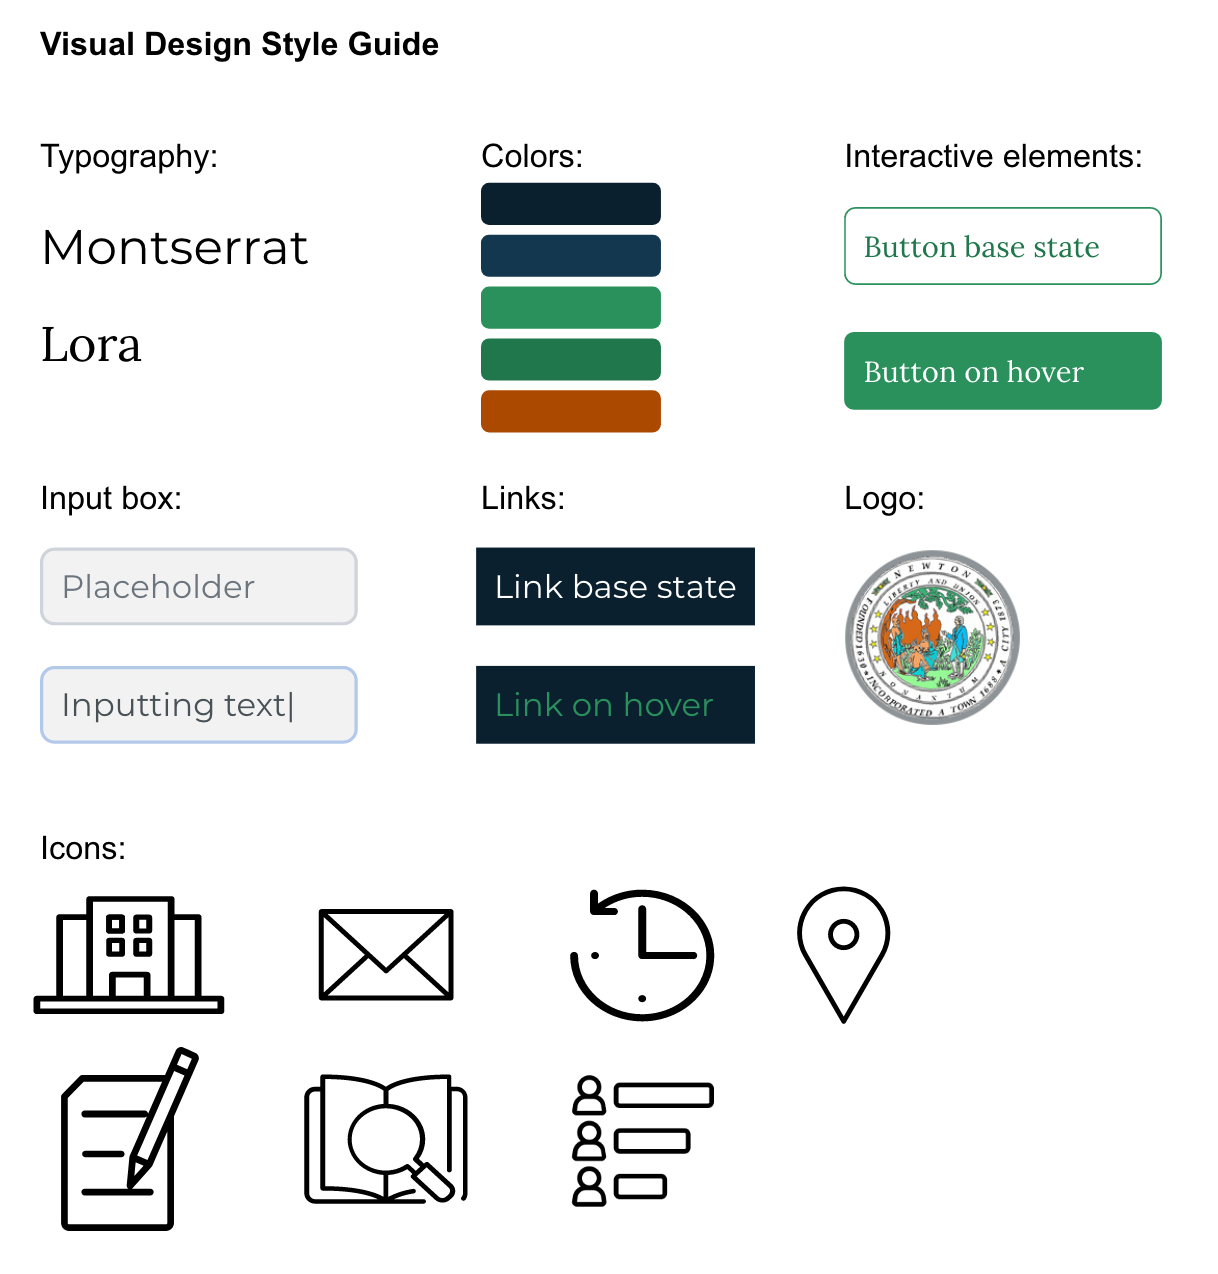 Visual Design Style Guide
Typography:
Colors:
Interactive elements:
Montserrat
Lora
Button base state
Button on hover
Input box:
Links:
Logo:
Placeholder
Link base state
Inputting text|
Link on hover
NEWTON
FOUNDED 1630 ★ INCORPORATED A TOWN 1688 ★ A CITY 1873
LIBERTY AND UNION
NONANTUM
Icons: